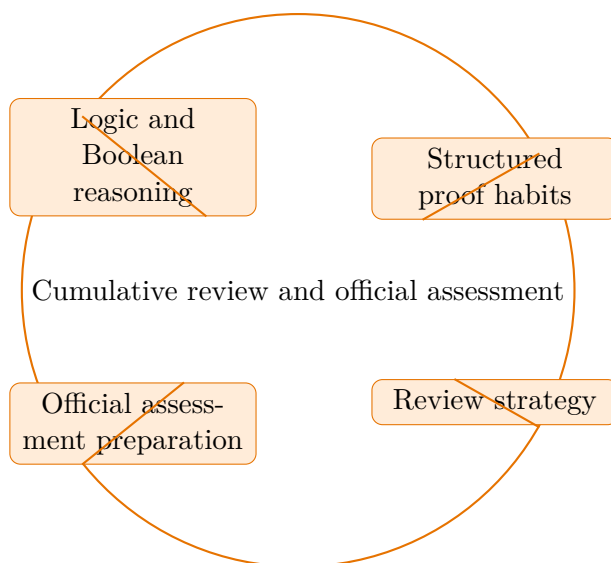 Logic and
Boolean
reasoning
Structured
proof habits
Cumulative review and official assessment
Official assess-
ment preparation
Review strategy